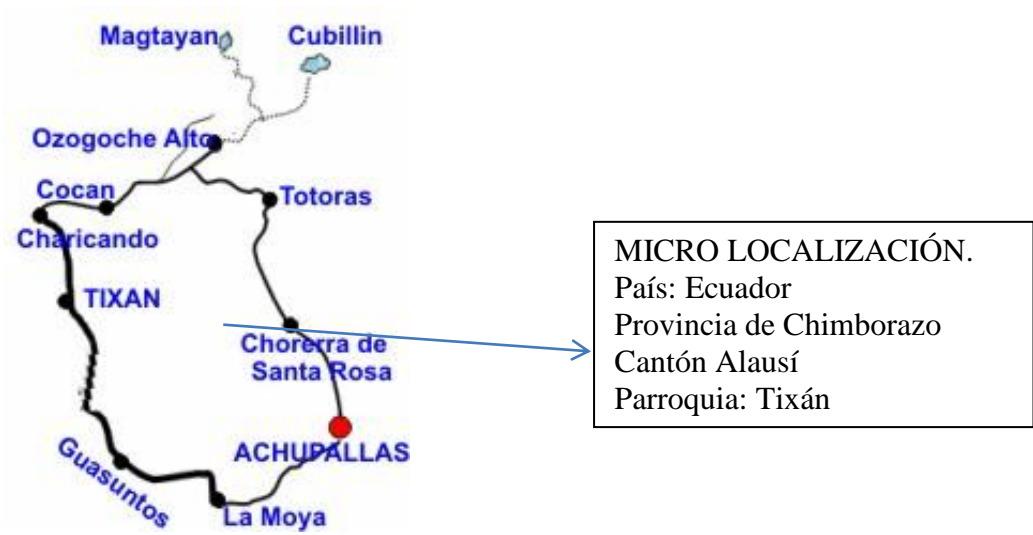 Magtayan
Cubillin
Ozogoche Alto
Cocan
Totoras
Charicando
TIXAN
Chorerra de
Santa Rosa
ACHUPALLAS
Guasuntos
La Moya
MICRO LOCALIZACIÓN.
País: Ecuador
Provincia de Chimborazo
Cantón Alausí
Parroquia: Tixán